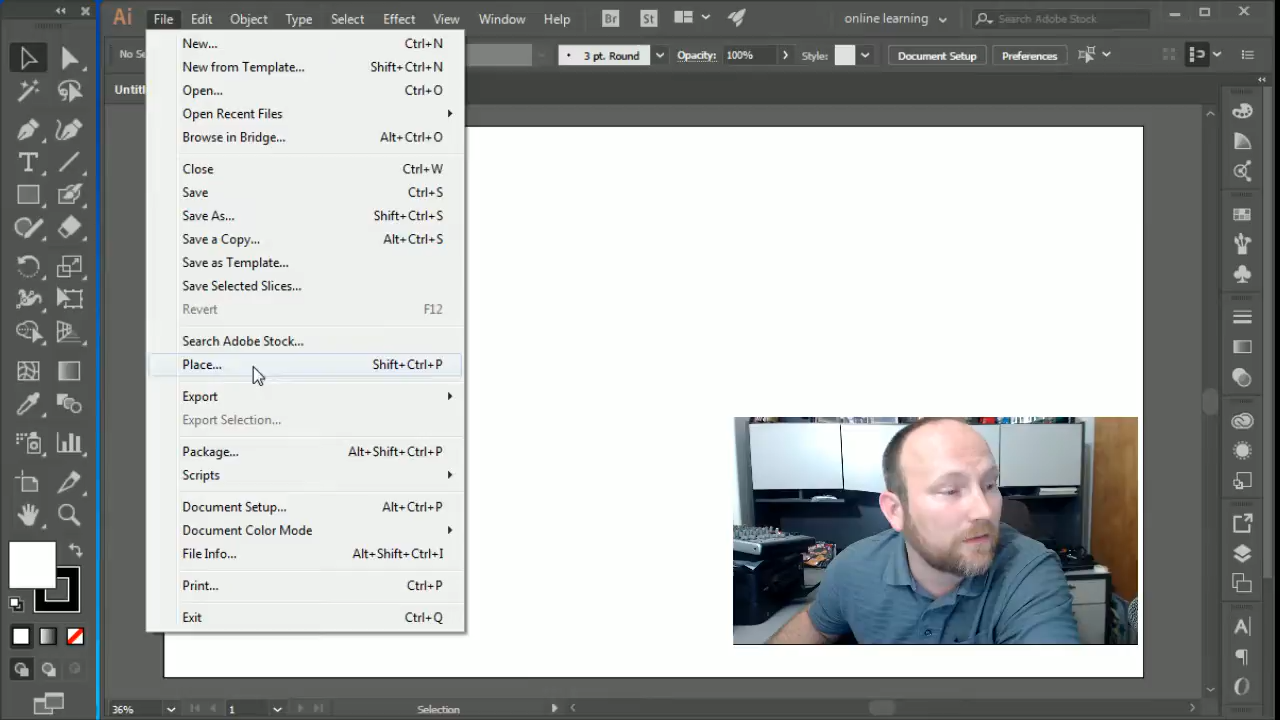 Ai File Edit Object Type Select Effect View Window Help Br St online learning Search Adobe Stock
No Se 3 pt. Round Opacity: 100% Style: Document Setup Preferences
Untitl
New... Ctrl+N
New from Template... Shift+Ctrl+N
Open... Ctrl+O
Open Recent Files
Browse in Bridge... Alt+Ctrl+O
Close Ctrl+W
Save Ctrl+S
Save As... Shift+Ctrl+S
Save a Copy... Alt+Ctrl+S
Save as Template...
Save Selected Slices...
Revert F12
Search Adobe Stock...
Place... Shift+Ctrl+P
Export
Export Selection...
Package... Alt+Shift+Ctrl+P
Scripts
Document Setup... Alt+Ctrl+P
Document Color Mode
File Info... Alt+Shift+Ctrl+I
Print... Ctrl+P
Exit Ctrl+Q
36% 1 Selection